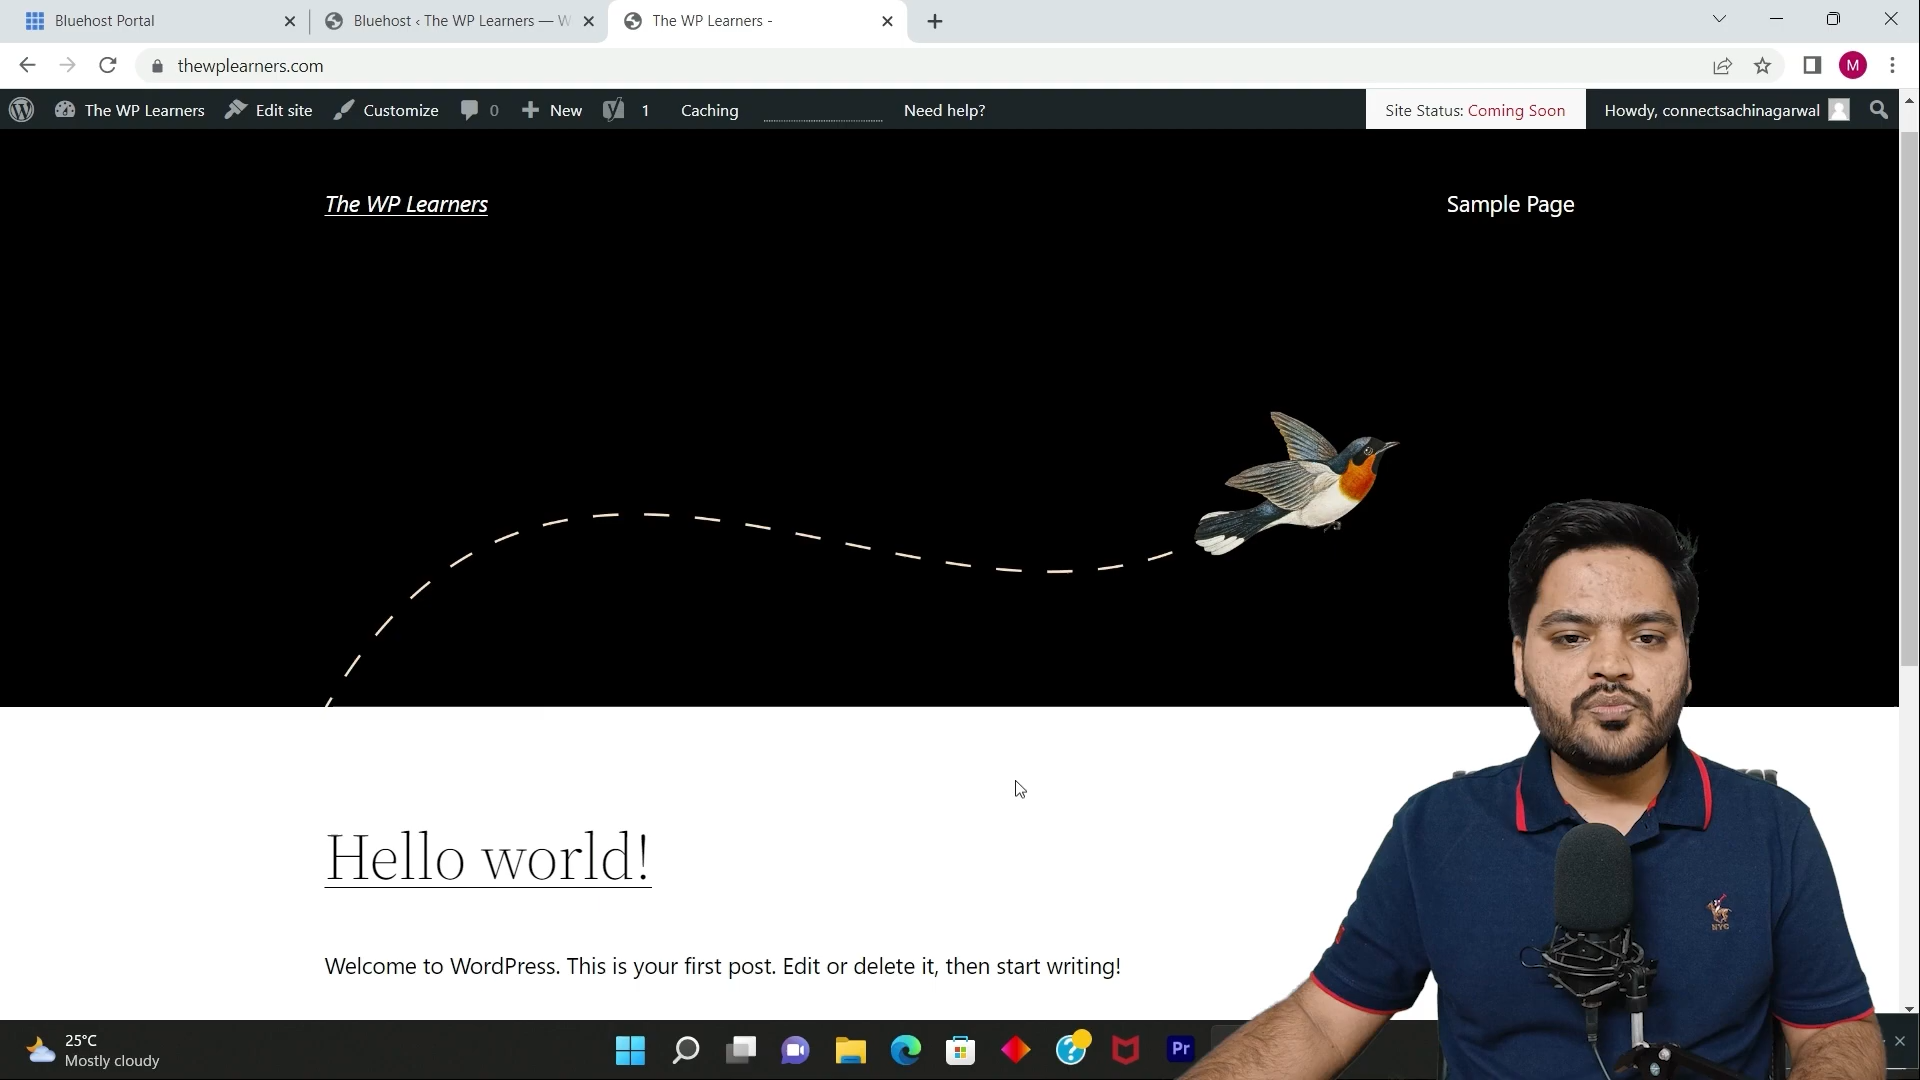 Bluehost Portal
Bluehost ‹ The WP Learners — W
The WP Learners -
M
thewplearners.com
The WP Learners
Edit site
Customize
0
New
1
Caching
Need help?
Site Status: Coming Soon
Howdy, connectsachinagarwal
The WP Learners
Sample Page
Hello world!
Welcome to WordPress. This is your first post. Edit or delete it, then start writing!
NYC
25°C
Mostly cloudy
Pr